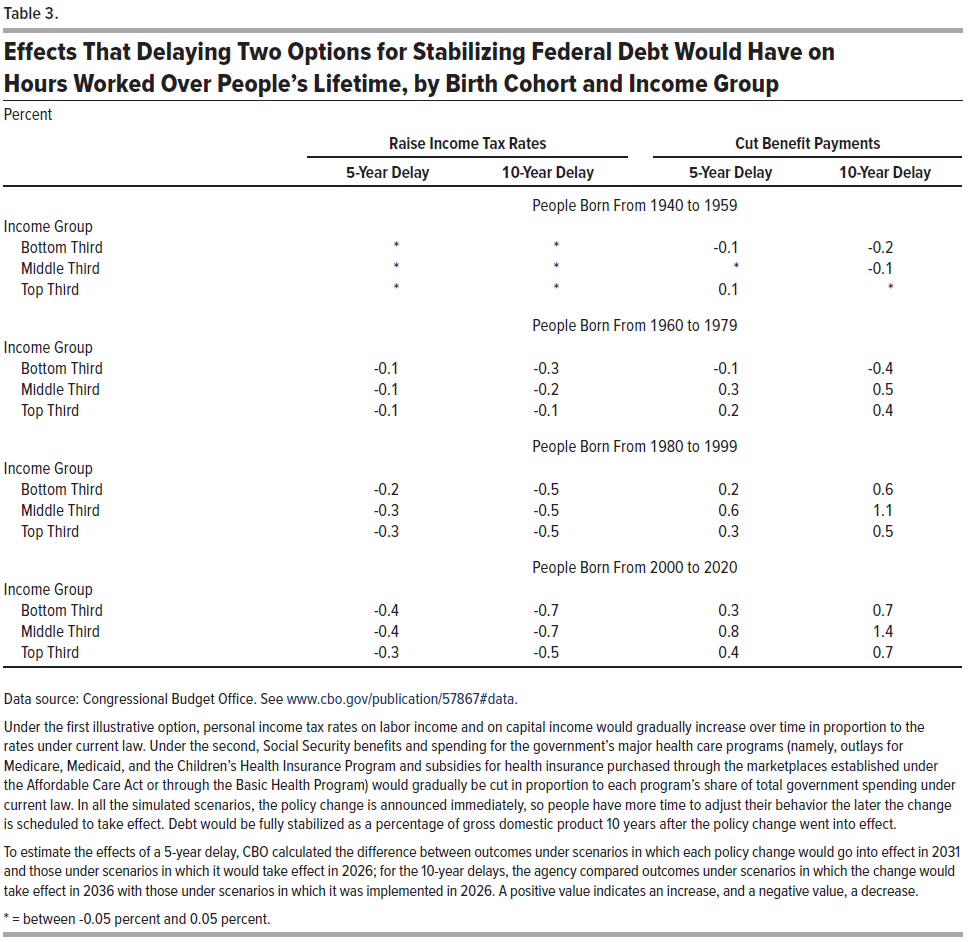 Table 3.
Effects That Delaying Two Options for Stabilizing Federal Debt Would Have on
Hours Worked Over People's Lifetime, by Birth Cohort and Income Group
Percent
Raise Income Tax Rates Cut Benefit Payments
5-Year Delay 10-Year Delay 5-Year Delay 10-Year Delay
People Born From 1940 to 1959
Income Group
Bottom Third * * -0.1 -0.2
Middle Third * * * -0.1
Top Third * * 0.1 *
People Born From 1960 to 1979
Income Group
Bottom Third -0.1 -0.3 -0.1 -0.4
Middle Third -0.1 -0.2 0.3 0.5
Top Third -0.1 -0.1 0.2 0.4
People Born From 1980 to 1999
Income Group
Bottom Third -0.2 -0.5 0.2 0.6
Middle Third -0.3 -0.5 0.6 1.1
Top Third -0.3 -0.5 0.3 0.5
People Born From 2000 to 2020
Income Group
Bottom Third -0.4 -0.7 0.3 0.7
Middle Third -0.4 -0.7 0.8 1.4
Top Third -0.3 -0.5 0.4 0.7
Data source: Congressional Budget Office. See www.cbo.gov/publication/57867#data.
Under the first illustrative option, personal income tax rates on labor income and on capital income would gradually increase over time in proportion to the
rates under current law. Under the second, Social Security benefits and spending for the government's major health care programs (namely, outlays for
Medicare, Medicaid, and the Children's Health Insurance Program and subsidies for health insurance purchased through the marketplaces established under
the Affordable Care Act or through the Basic Health Program) would gradually be cut in proportion to each program's share of total government spending under
current law. In all the simulated scenarios, the policy change is announced immediately, so people have more time to adjust their behavior the later the change
is scheduled to take effect. Debt would be fully stabilized as a percentage of gross domestic product 10 years after the policy change went into effect.
To estimate the effects of a 5-year delay, CBO calculated the difference between outcomes under scenarios in which each policy change would go into effect in 2031
and those under scenarios in which it would take effect in 2026; for the 10-year delays, the agency compared outcomes under scenarios in which the change would
take effect in 2036 with those under scenarios in which it was implemented in 2026. A positive value indicates an increase, and a negative value, a decrease.
* = between -0.05 percent and 0.05 percent.